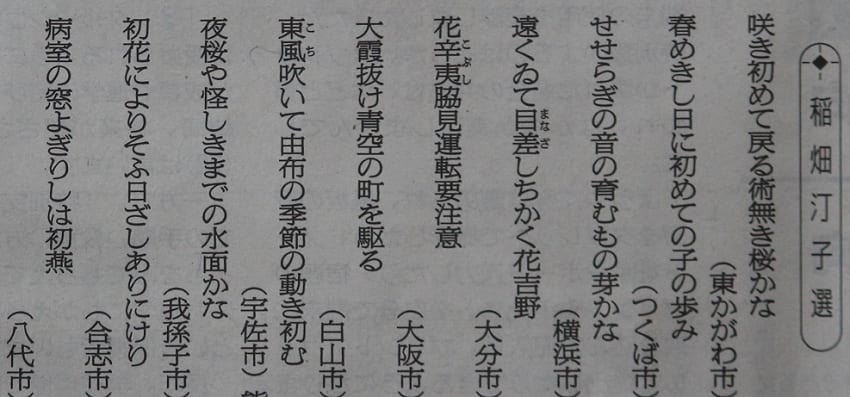 稲畑汀子選
咲き初めて戻る術無き桜かな
（東かがわ市）
春めきし日に初めての子の歩み
（つくば市）
せせらぎの音の育むもの芽かな
（横浜市）
遠くゐて目差しちかく花吉野
まなざ
（大分市）
花辛夷脇見運転要注意
こぶし
（大阪市）
大霞抜け青空の町を駆る
（白山市）
東風吹いて由布の季節の動き初む
こち
（宇佐市）
夜桜や怪しきまでの水面かな
（我孫子市）
初花によりそふ日ざしありにけり
（合志市）
病室の窓よぎりしは初燕
（八代市）